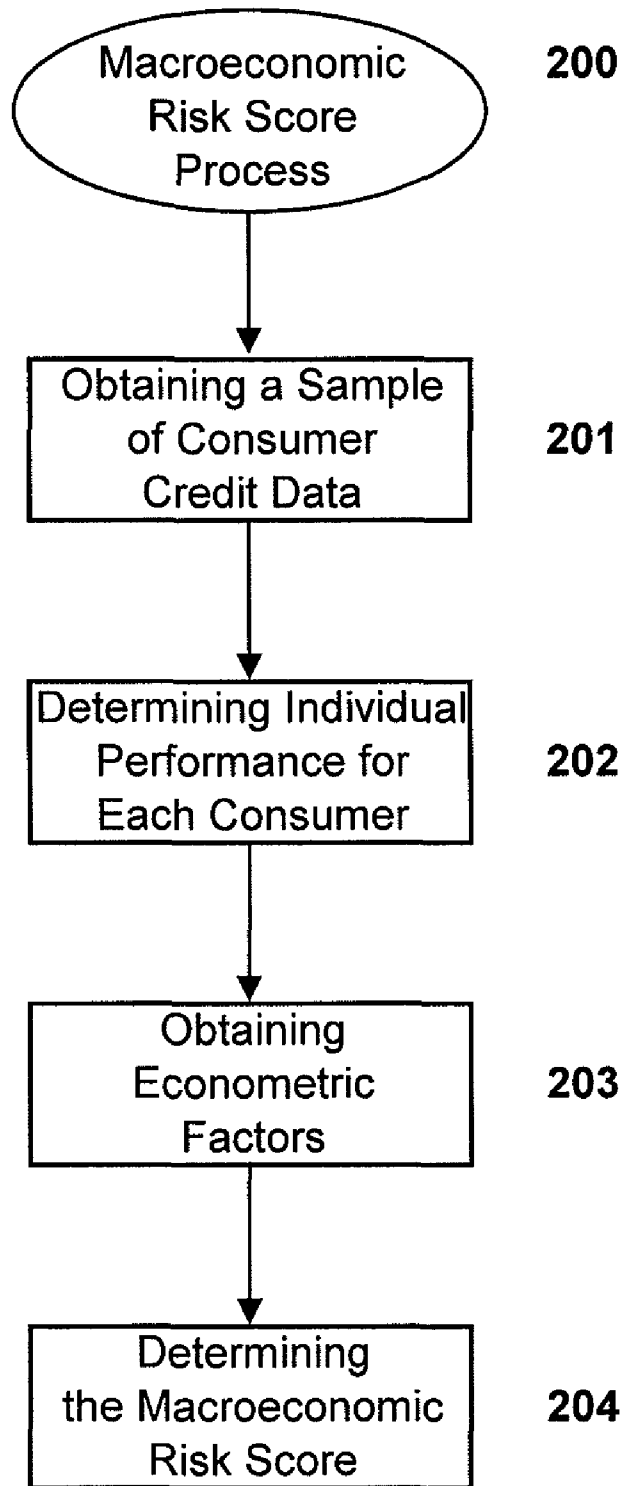 Macroeconomic
Risk Score
Process
200
Obtaining a Sample
of Consumer
Credit Data
201
Determining Individual
Performance for
Each Consumer
202
Obtaining
Econometric
Factors
203
Determining
the Macroeconomic
Risk Score
204